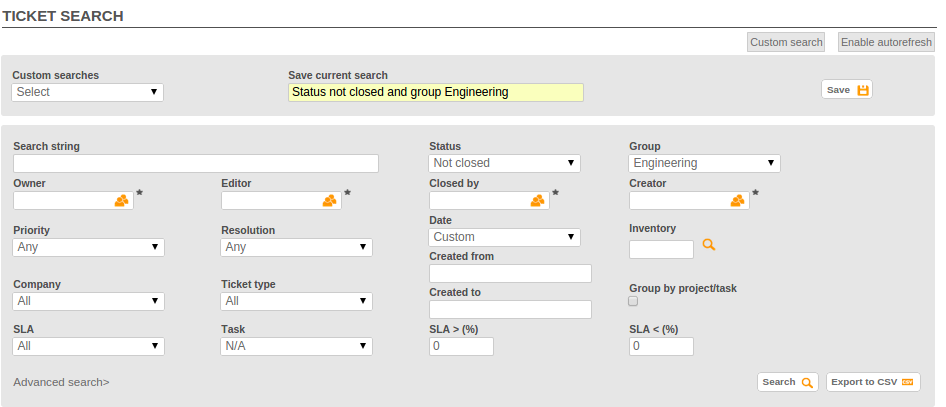 TICKET SEARCH
Custom search Enable autorefresh
Custom searches Save current search
Select Status not closed and group Engineering Save
Search string Status Group
Not closed Engineering
Owner Editor Closed by Creator
* * * *
Date
Priority Resolution Inventory
Any Any Custom
Created from
Company Ticket type Group by project/task
All All Created to
SLA Task SLA > (%) SLA < (%)
All N/A 0 0
Advanced search> Search Export to CSV CSV